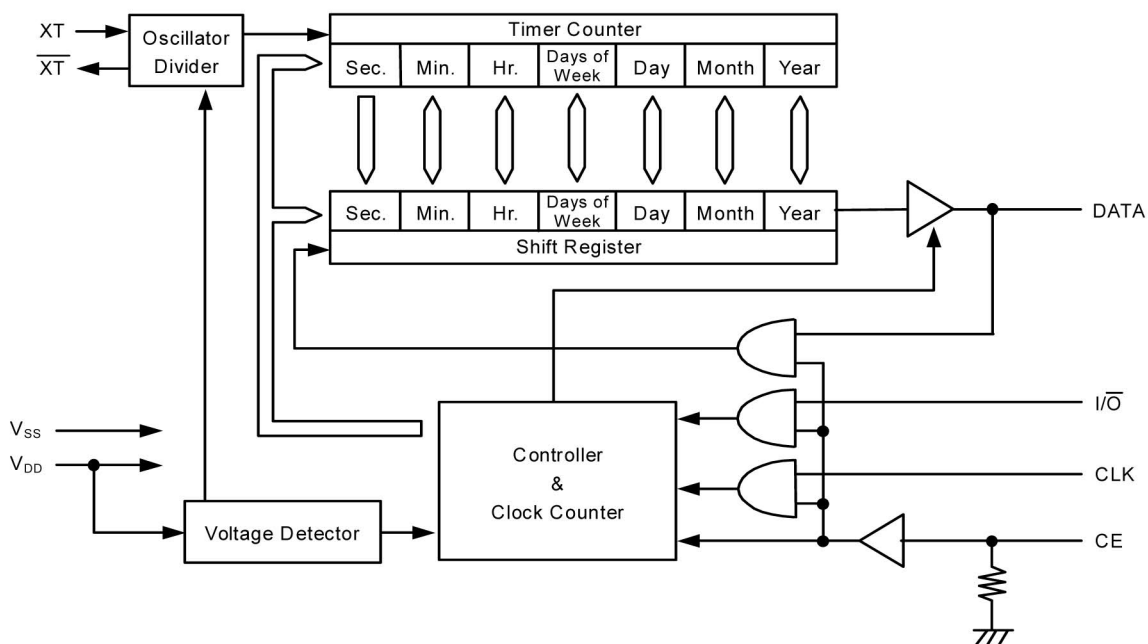 XT
X̅T̅
Oscillator
Divider
Timer Counter
Sec. Min. Hr. Days of Week Day Month Year
Sec. Min. Hr. Days of Week Day Month Year
Shift Register
DATA
I/O̅
CLK
CE
VSS
VDD
Voltage Detector
Controller
&
Clock Counter